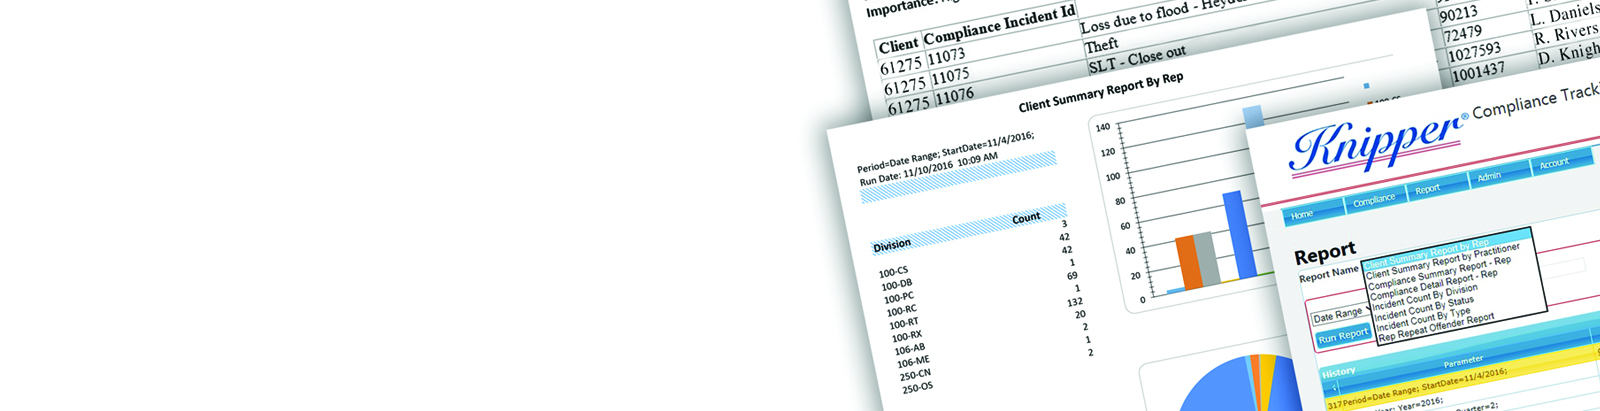 Importance:
Client Compliance Incident Id
61275 11073 Loss due to flood -
61275 11075 Theft
61275 11076 SLT - Close out
90213 L. Daniels
72479 R. Rivers
1027593 D. Knigh
1001437
Client Summary Report By Rep
Period=Date Range; StartDate=11/4/2016;
Run Date: 11/10/2016 10:09 AM
Division Count
3
100-CS 42
100-DB 42
100-PC 1
100-RC 69
100-RT 1
100-RX 132
106-AB 20
106-ME 2
250-CN 1
250-OS 2
140
120
100
80
60
40
20
0
Knipper® Compliance Track
Home Compliance Report Admin Account
Report
Report Name Client Summary Report by Rep
Client Summary Report by Practitioner
Compliance Summary Report - Rep
Compliance Detail Report - Rep
Incident Count By Division
Incident Count By Status
Incident Count By Type
Rep Repeat Offender Report
Date Range
Run Report
History
Parameter
317 Period=Date Range; StartDate=11/4/2016;
Year=2016;
Quarter=2;